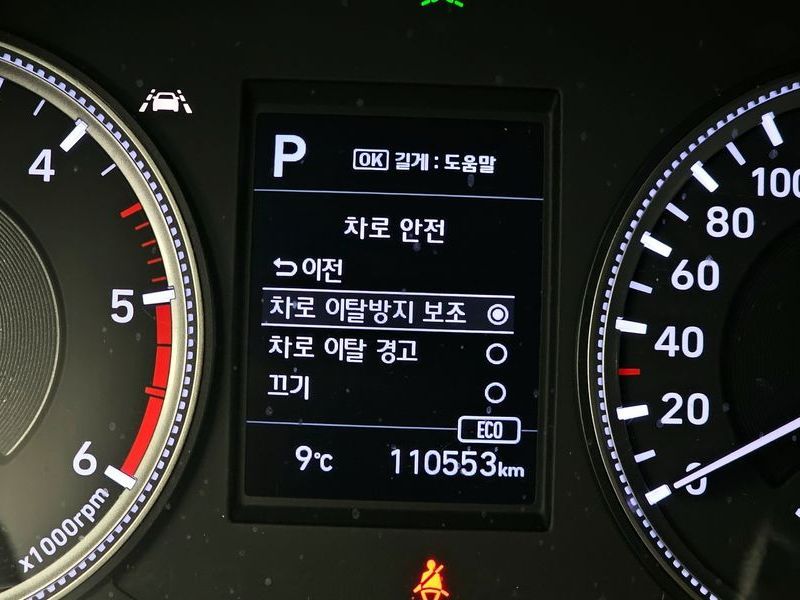 P
OK 길게 : 도움말
차로 안전
이전
차로 이탈방지 보조
차로 이탈 경고
끄기
ECO
9℃
110553km
4
5
6
x1000rpm
100
80
60
40
20
0